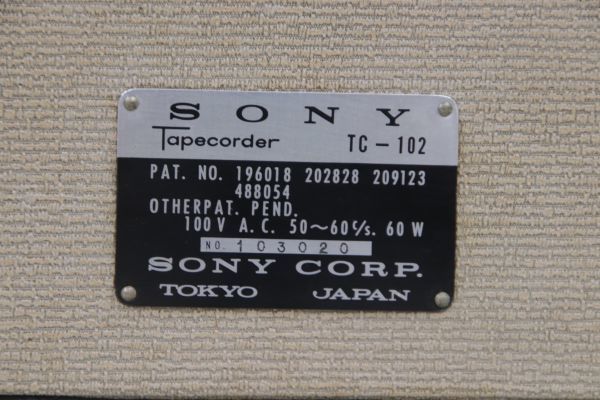 SONY
Tapecorder TC-102
PAT. NO. 196018 202828 209123
488054
OTHERPAT. PEND.
100V A.C. 50~60c/s. 60W
NO. 103020
SONY CORP.
TOKYO JAPAN